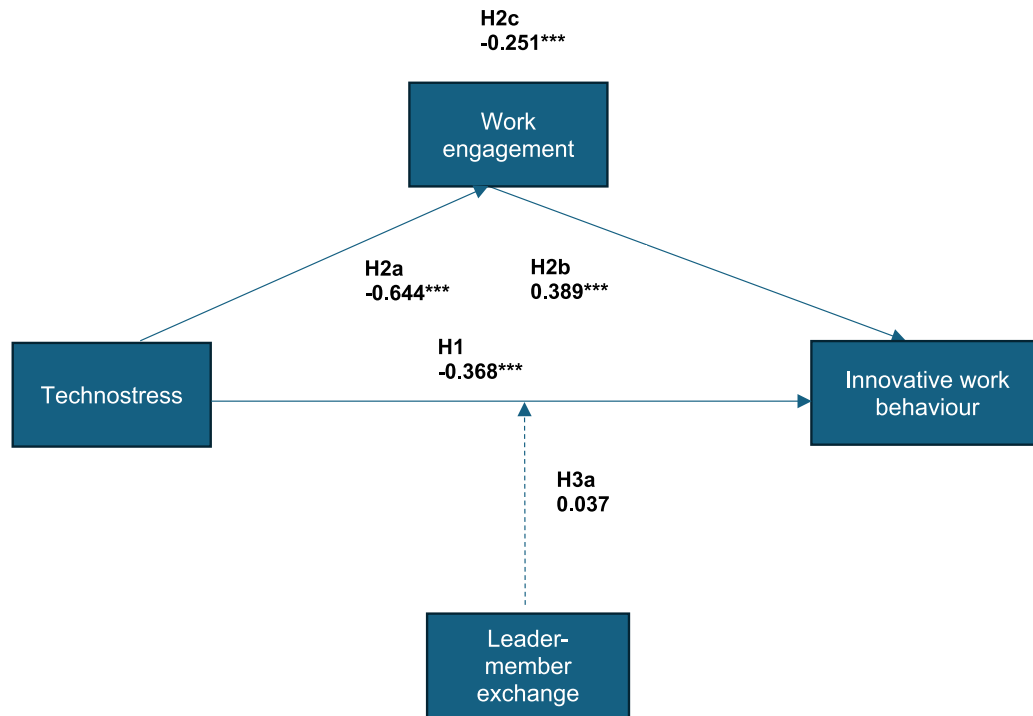 H2c
-0.251***
Work
engagement
H2a
-0.644***
H2b
0.389***
H1
-0.368***
Technostress
Innovative work
behaviour
H3a
0.037
Leader-
member
exchange